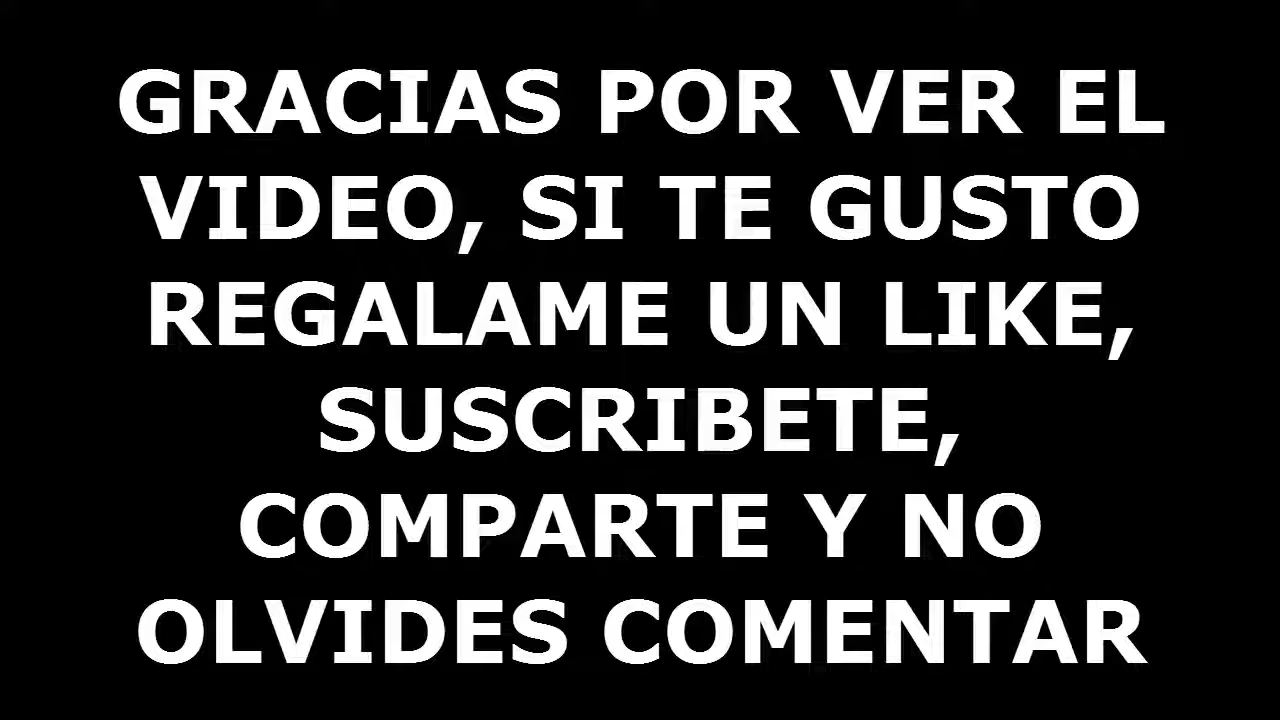 GRACIAS POR VER EL
VIDEO, SI TE GUSTO
REGALAME UN LIKE,
SUSCRIBETE,
COMPARTE Y NO
OLVIDES COMENTAR